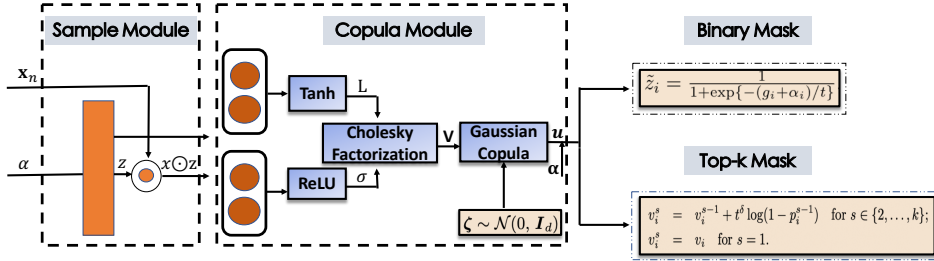 Sample Module
Copula Module
Binary Mask
x_n
α
z
x⊙z
Tanh
L
ReLU
σ
Cholesky
Factorization
V
Gaussian
Copula
u
α
ζ ∼ N(0, I_d)
z̃_i = 1 / 1+exp{−(g_i+α_i)/t}
Top-k Mask
v_i^s = v_i^{s−1} + t^δ log(1 − p_i^{s−1}) for s ∈ {2, . . . , k};
v_i^s = v_i for s = 1.